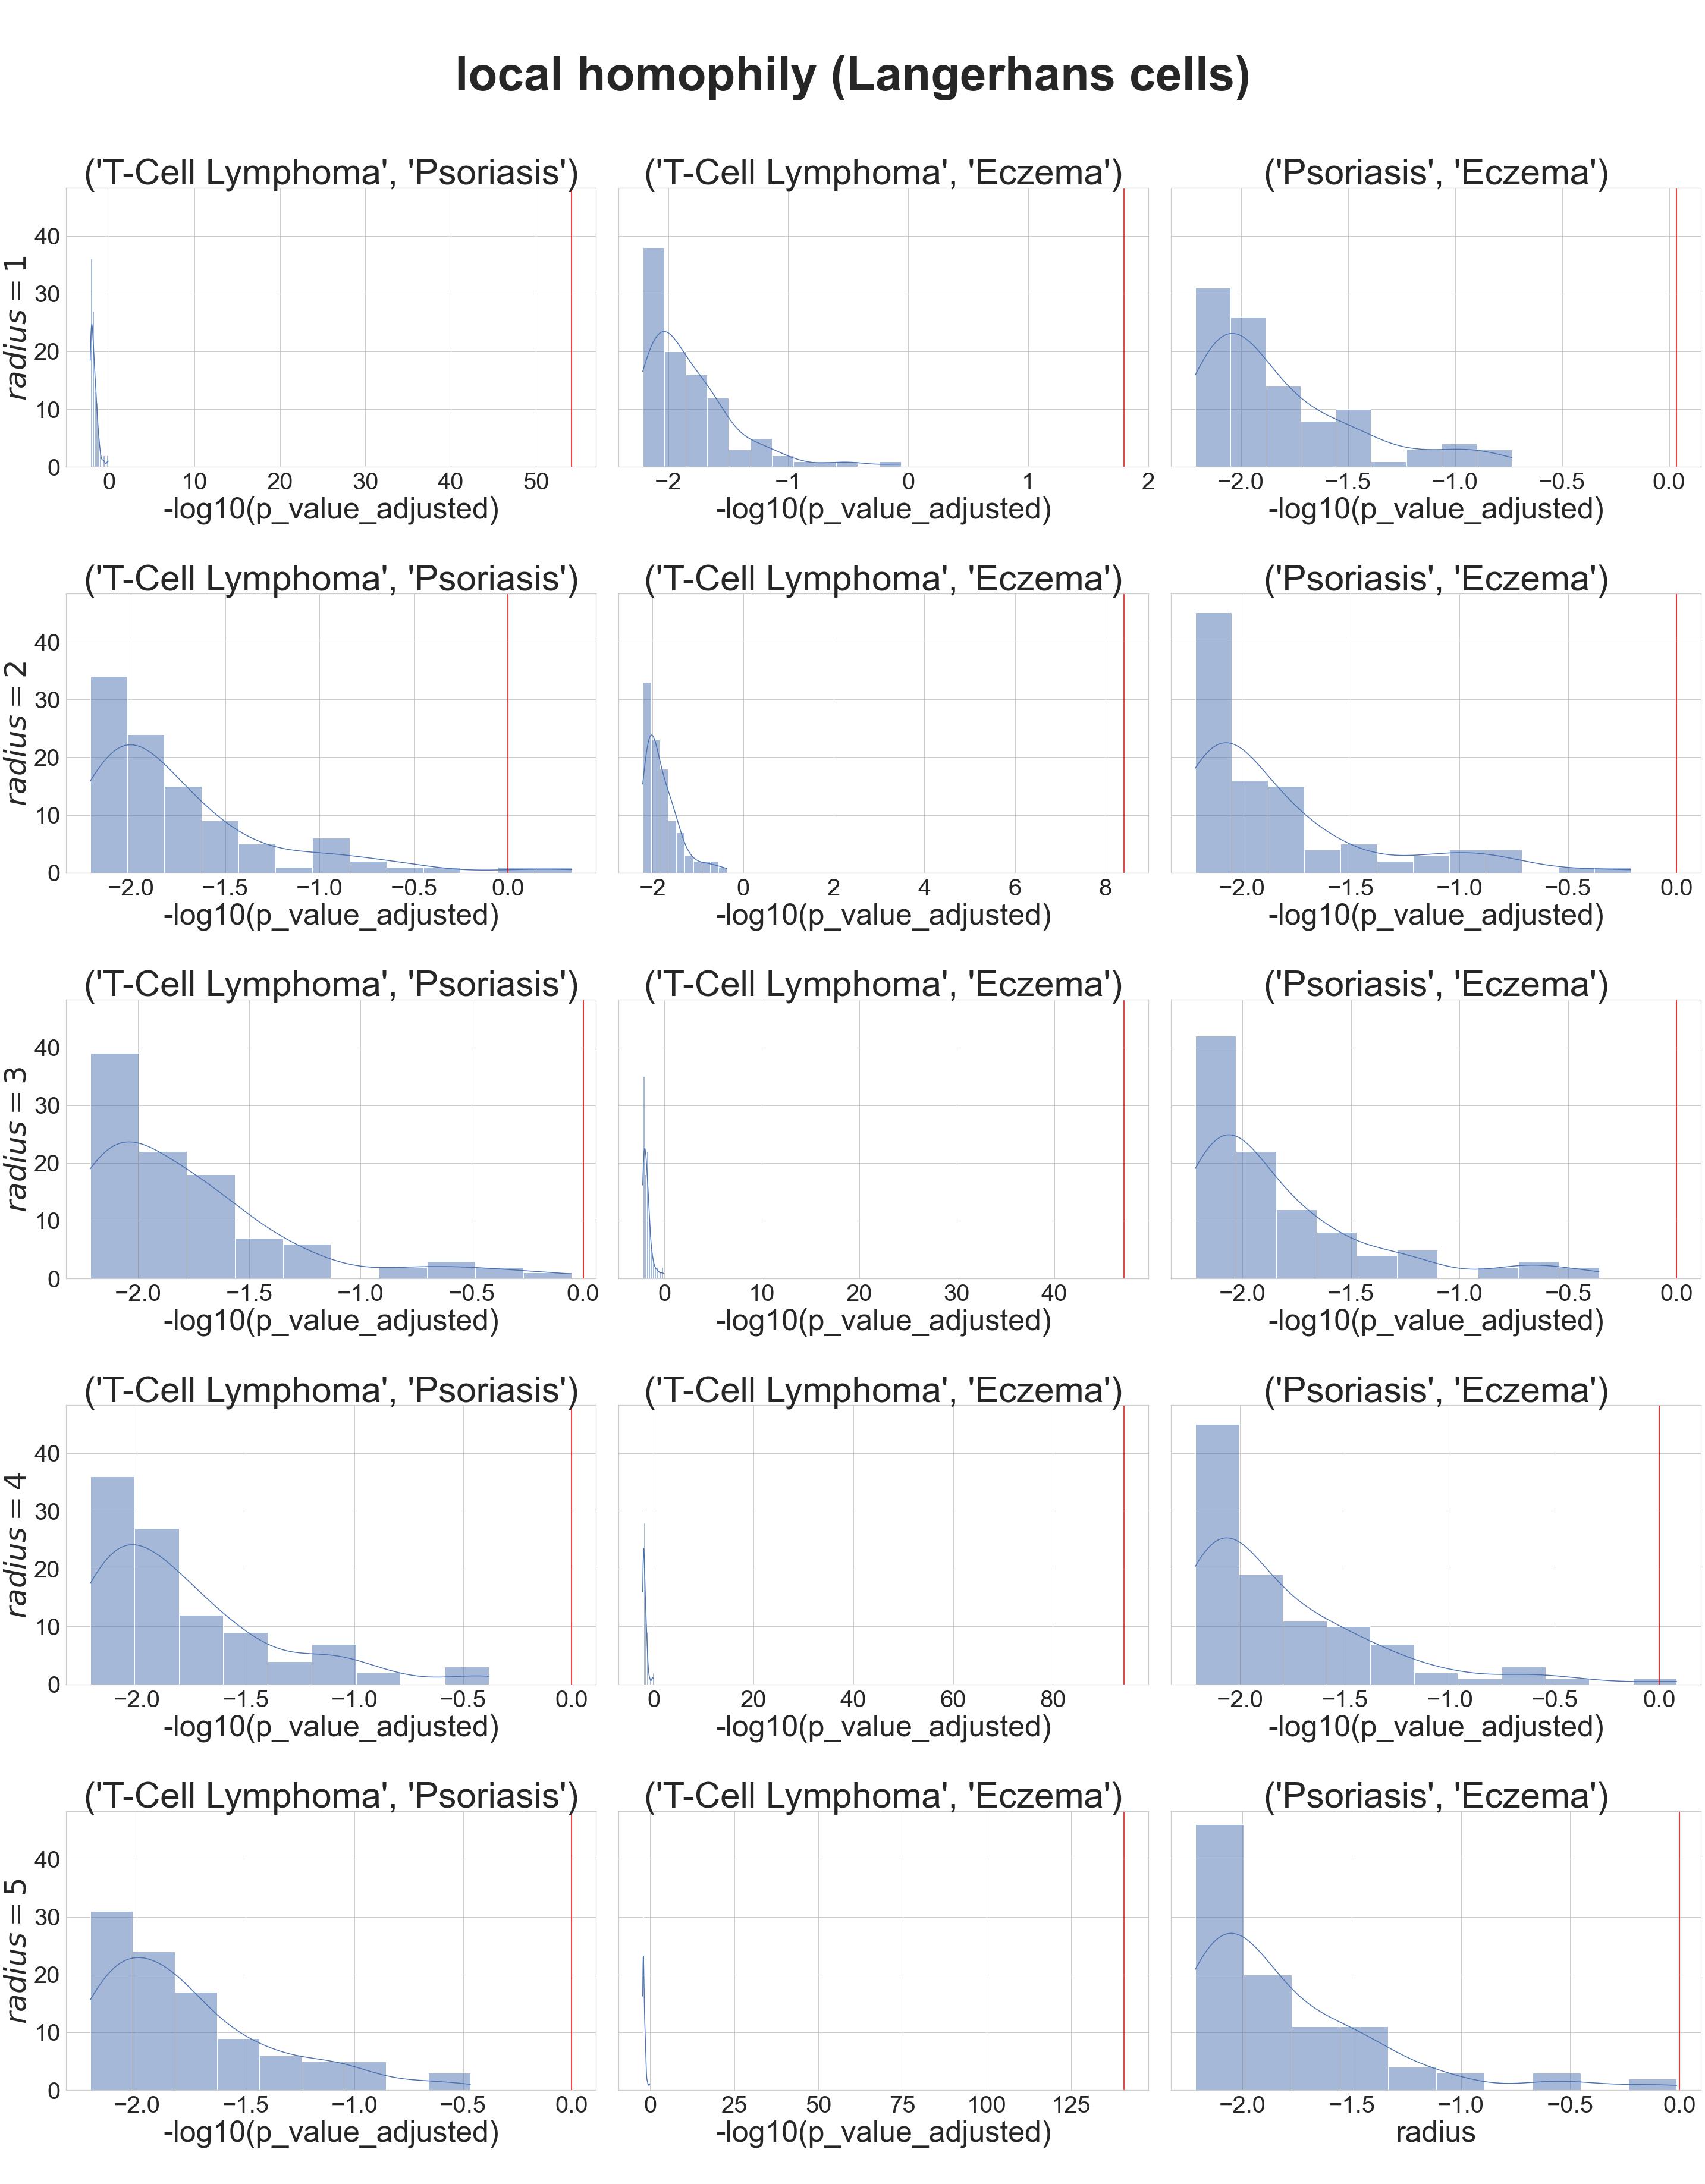 local homophily (Langerhans cells)
('T-Cell Lymphoma', 'Psoriasis') ('T-Cell Lymphoma', 'Eczema') ('Psoriasis', 'Eczema')
radius = 1
40
30
20
10
0
0 10 20 30 40 50
−2 −1 0 1 2
−2.0 −1.5 −1.0 −0.5 0.0
-log10(p_value_adjusted) -log10(p_value_adjusted) -log10(p_value_adjusted)
('T-Cell Lymphoma', 'Psoriasis') ('T-Cell Lymphoma', 'Eczema') ('Psoriasis', 'Eczema')
radius = 2
40
30
20
10
0
−2.0 −1.5 −1.0 −0.5 0.0
−2 0 2 4 6 8
−2.0 −1.5 −1.0 −0.5 0.0
-log10(p_value_adjusted) -log10(p_value_adjusted) -log10(p_value_adjusted)
('T-Cell Lymphoma', 'Psoriasis') ('T-Cell Lymphoma', 'Eczema') ('Psoriasis', 'Eczema')
radius = 3
40
30
20
10
0
−2.0 −1.5 −1.0 −0.5 0.0
0 10 20 30 40
−2.0 −1.5 −1.0 −0.5 0.0
-log10(p_value_adjusted) -log10(p_value_adjusted) -log10(p_value_adjusted)
('T-Cell Lymphoma', 'Psoriasis') ('T-Cell Lymphoma', 'Eczema') ('Psoriasis', 'Eczema')
radius = 4
40
30
20
10
0
−2.0 −1.5 −1.0 −0.5 0.0
0 20 40 60 80
−2.0 −1.5 −1.0 −0.5 0.0
-log10(p_value_adjusted) -log10(p_value_adjusted) -log10(p_value_adjusted)
('T-Cell Lymphoma', 'Psoriasis') ('T-Cell Lymphoma', 'Eczema') ('Psoriasis', 'Eczema')
radius = 5
40
30
20
10
0
−2.0 −1.5 −1.0 −0.5 0.0
0 25 50 75 100 125
−2.0 −1.5 −1.0 −0.5 0.0
-log10(p_value_adjusted) -log10(p_value_adjusted) radius